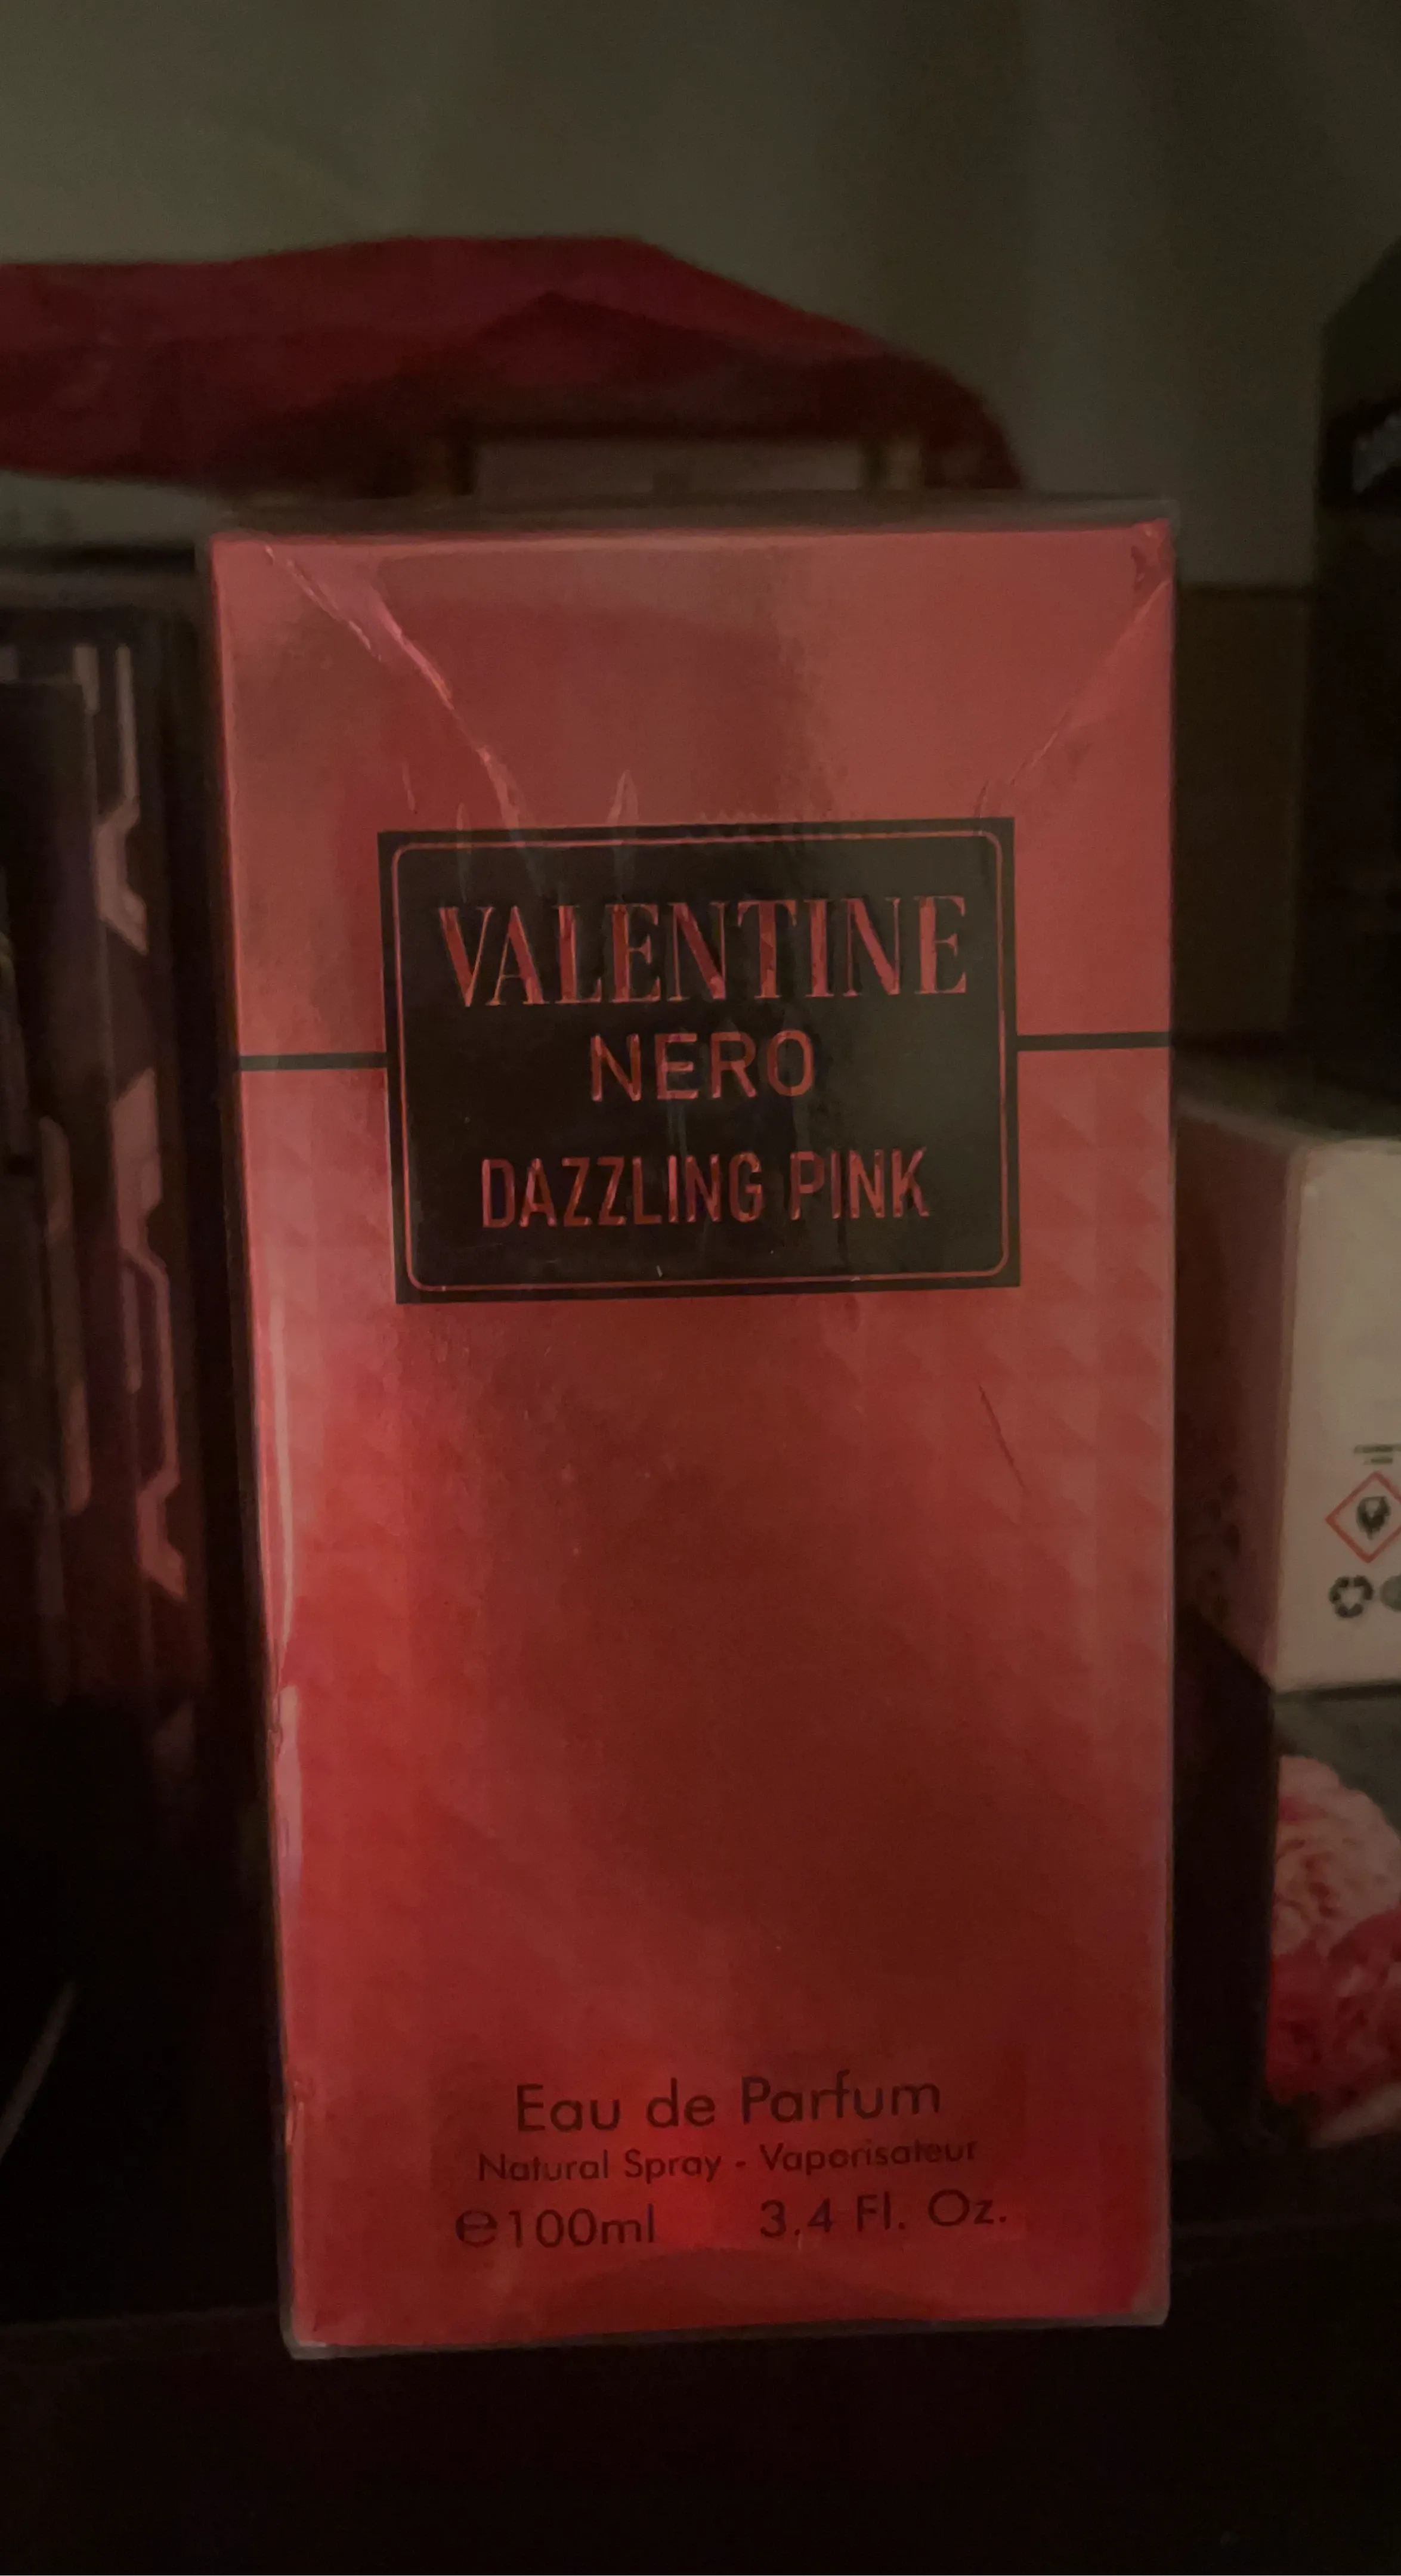 VALENTINE
NERO
DAZZLING PINK
Eau de Parfum
Natural Spray - Vaporisateur
℮100ml 3.4 Fl. Oz.